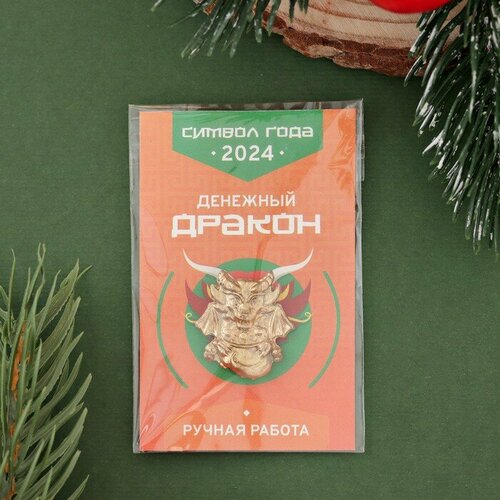 СИМВОЛ ГОДА
2024
ДЕНЕЖНЫЙ
ДРАКОН
РУЧНАЯ РАБОТА